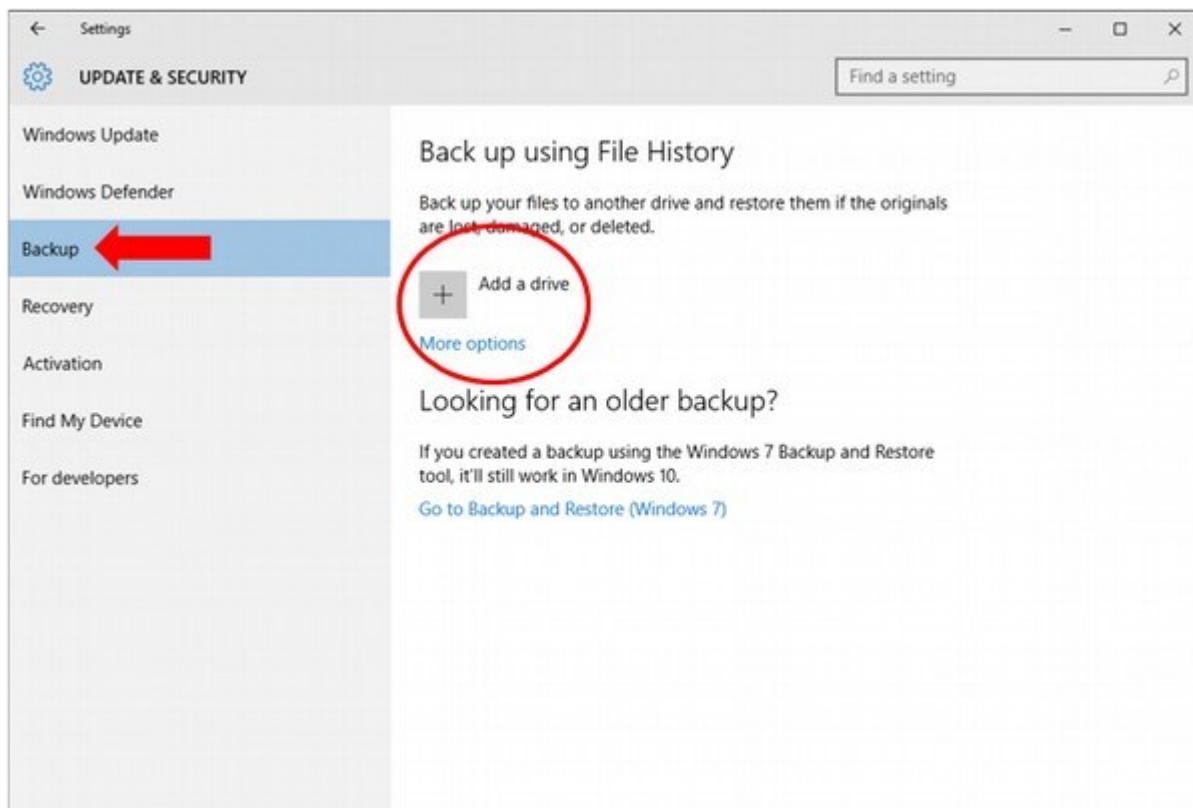 Settings
UPDATE & SECURITY
Find a setting
Windows Update
Windows Defender
Backup
Recovery
Activation
Find My Device
For developers
Back up using File History
Back up your files to another drive and restore them if the originals
are lost, damaged, or deleted.
Add a drive
More options
Looking for an older backup?
If you created a backup using the Windows 7 Backup and Restore
tool, it'll still work in Windows 10.
Go to Backup and Restore (Windows 7)